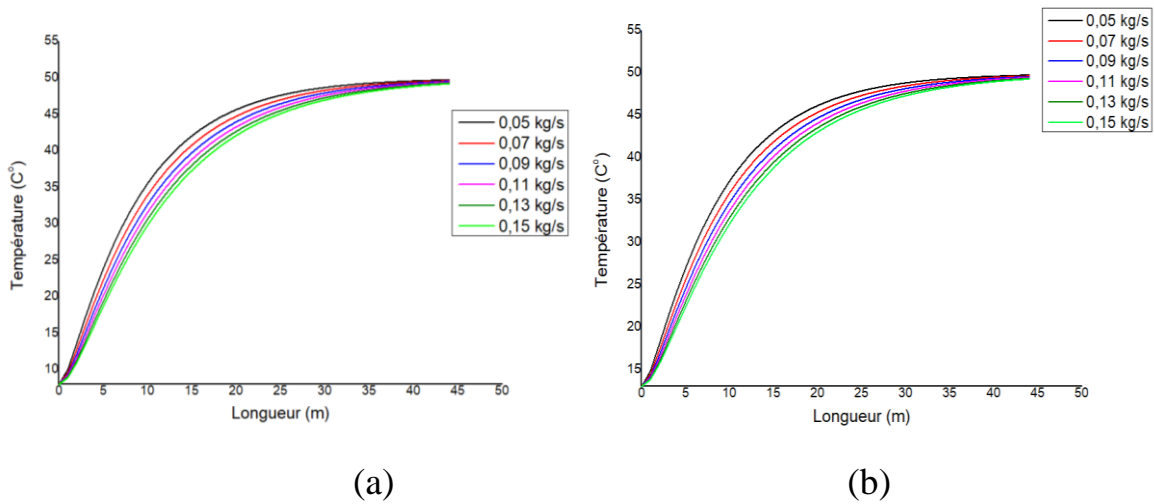 55
50
45
40
35
30
25
20
15
10
Température (C°)
0 5 10 15 20 25 30 35 40 45 50
Longueur (m)
0,05 kg/s
0,07 kg/s
0,09 kg/s
0,11 kg/s
0,13 kg/s
0,15 kg/s
(a)
55
50
45
40
35
30
25
20
15
Température (C°)
0 5 10 15 20 25 30 35 40 45 50
Longueur (m)
0,05 kg/s
0,07 kg/s
0,09 kg/s
0,11 kg/s
0,13 kg/s
0,15 kg/s
(b)